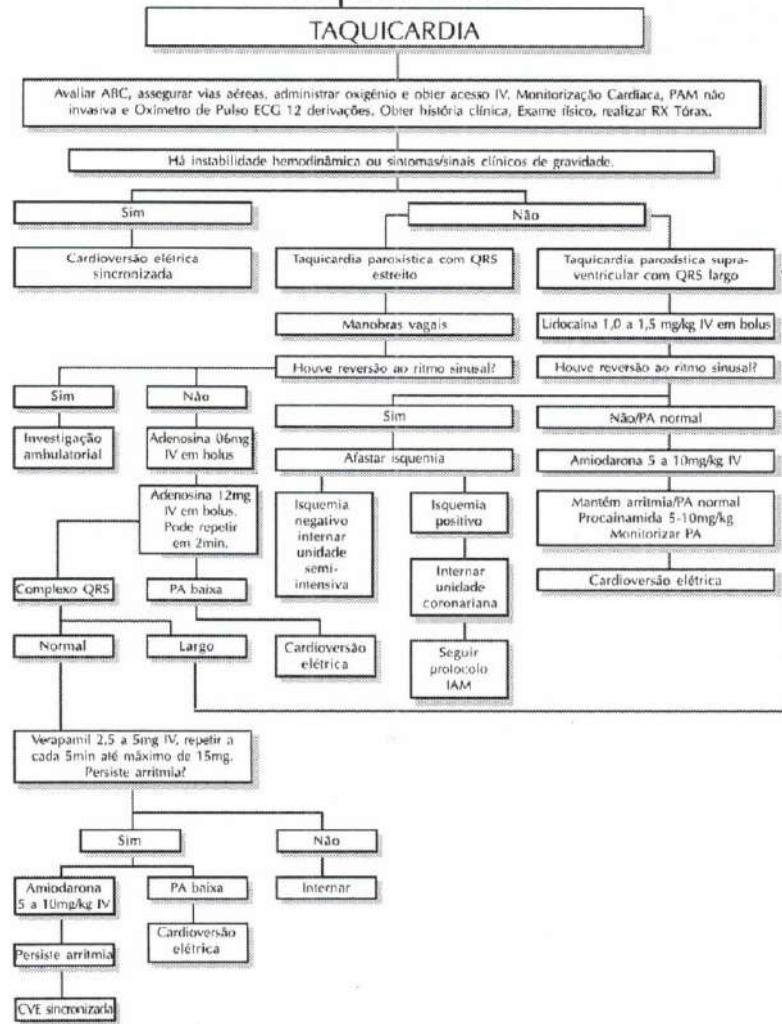 TAQUICARDIA
Avaliar ABC, assegurar vias aéreas, administrar oxigênio e obter acesso IV. Monitorização Cardíaca, PAM não
invasiva e Oxímetro de Pulso ECG 12 derivações. Obter história clínica, Exame físico, realizar RX Tórax.
Há instabilidade hemodinâmica ou sintomas/sinais clínicos de gravidade.
Sim
Não
Cardioversão elétrica
sincronizada
Taquicardia paroxística com QRS
estreito
Taquicardia paroxística supra-
ventricular com QRS largo
Manobras vagais
Lidocaína 1,0 a 1,5 mg/kg IV em bolus
Houve reversão ao ritmo sinusal?
Houve reversão ao ritmo sinusal?
Sim
Não
Sim
Não/PA normal
Investigação
ambulatorial
Adenosina 06mg
IV em bolus
Afastar isquemia
Amiodarona 5 a 10mg/kg IV
Adenosina 12mg
IV em bolus.
Pode repetir
em 2min.
Isquemia
negativo
internar
unidade
semi-
intensiva
Isquemia
positivo
Mantém arritmia/PA normal
Procainamida 5-10mg/kg
Monitorizar PA
Complexo QRS
PA baixa
Internar
unidade
coronariana
Cardioversão elétrica
Normal
Largo
Cardioversão
elétrica
Seguir
protocolo
IAM
Verapamil 2,5 a 5mg IV, repetir a
cada 5min até máximo de 15mg.
Persiste arritmia?
Sim
Não
Amiodarona
5 a 10mg/kg IV
PA baixa
Internar
Cardioversão
elétrica
Persiste arritmia
CVE sincronizada